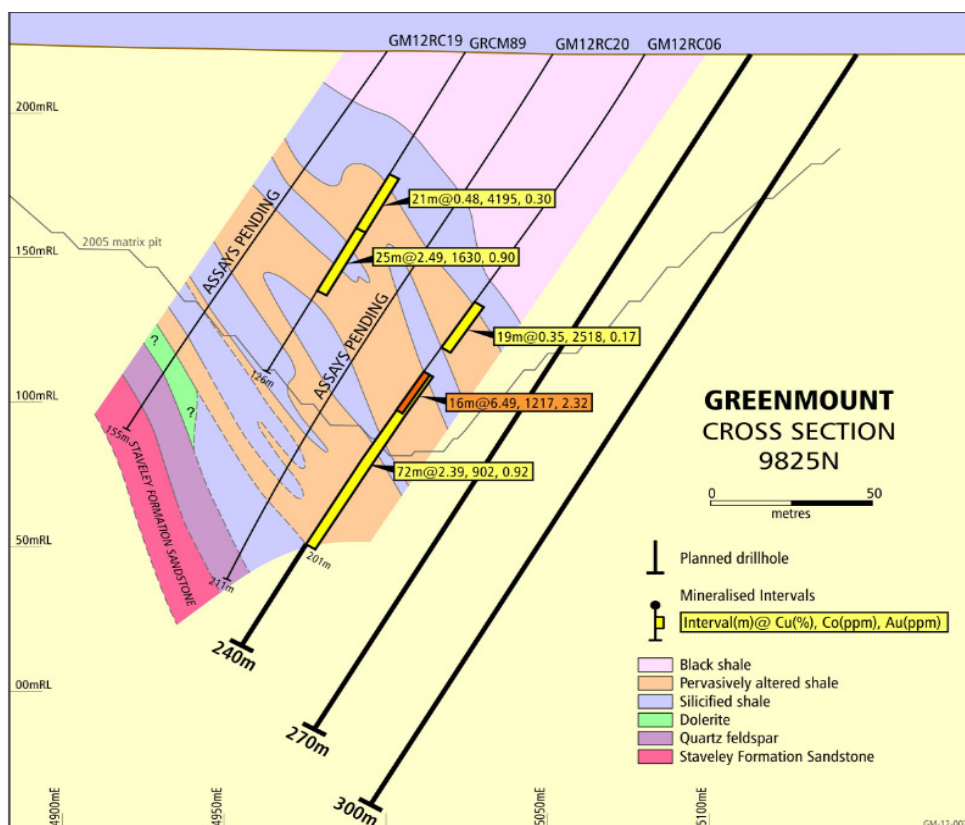 GM12RC19 GRCM89 GM12RC20 GM12RC06
200mRL
150mRL
100mRL
50mRL
00mRL
2005 matrix pit
ASSAYS PENDING
ASSAYS PENDING
21m@0.48, 4195, 0.30
25m@2.49, 1630, 0.90
19m@0.35, 2518, 0.17
16m@6.49, 1217, 2.32
72m@2.39, 902, 0.92
?
?
126m
155m
201m
211m
STAVELEY FORMATION SANDSTONE
240m
270m
300m
GREENMOUNT
CROSS SECTION
9825N
0 50
metres
Planned drillhole
Mineralised Intervals
Interval(m)@ Cu(%), Co(ppm), Au(ppm)
Black shale
Pervasively altered shale
Silicified shale
Dolerite
Quartz feldspar
Staveley Formation Sandstone
4900mE
4950mE
5050mE
5100mE